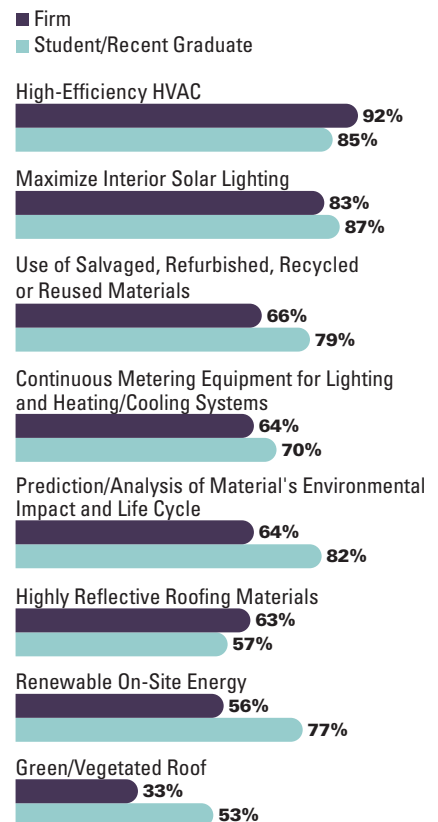 Firm
Student/Recent Graduate
High-Efficiency HVAC
92%
85%
Maximize Interior Solar Lighting
83%
87%
Use of Salvaged, Refurbished, Recycled
or Reused Materials
66%
79%
Continuous Metering Equipment for Lighting
and Heating/Cooling Systems
64%
70%
Prediction/Analysis of Material's Environmental
Impact and Life Cycle
64%
82%
Highly Reflective Roofing Materials
63%
57%
Renewable On-Site Energy
56%
77%
Green/Vegetated Roof
33%
53%